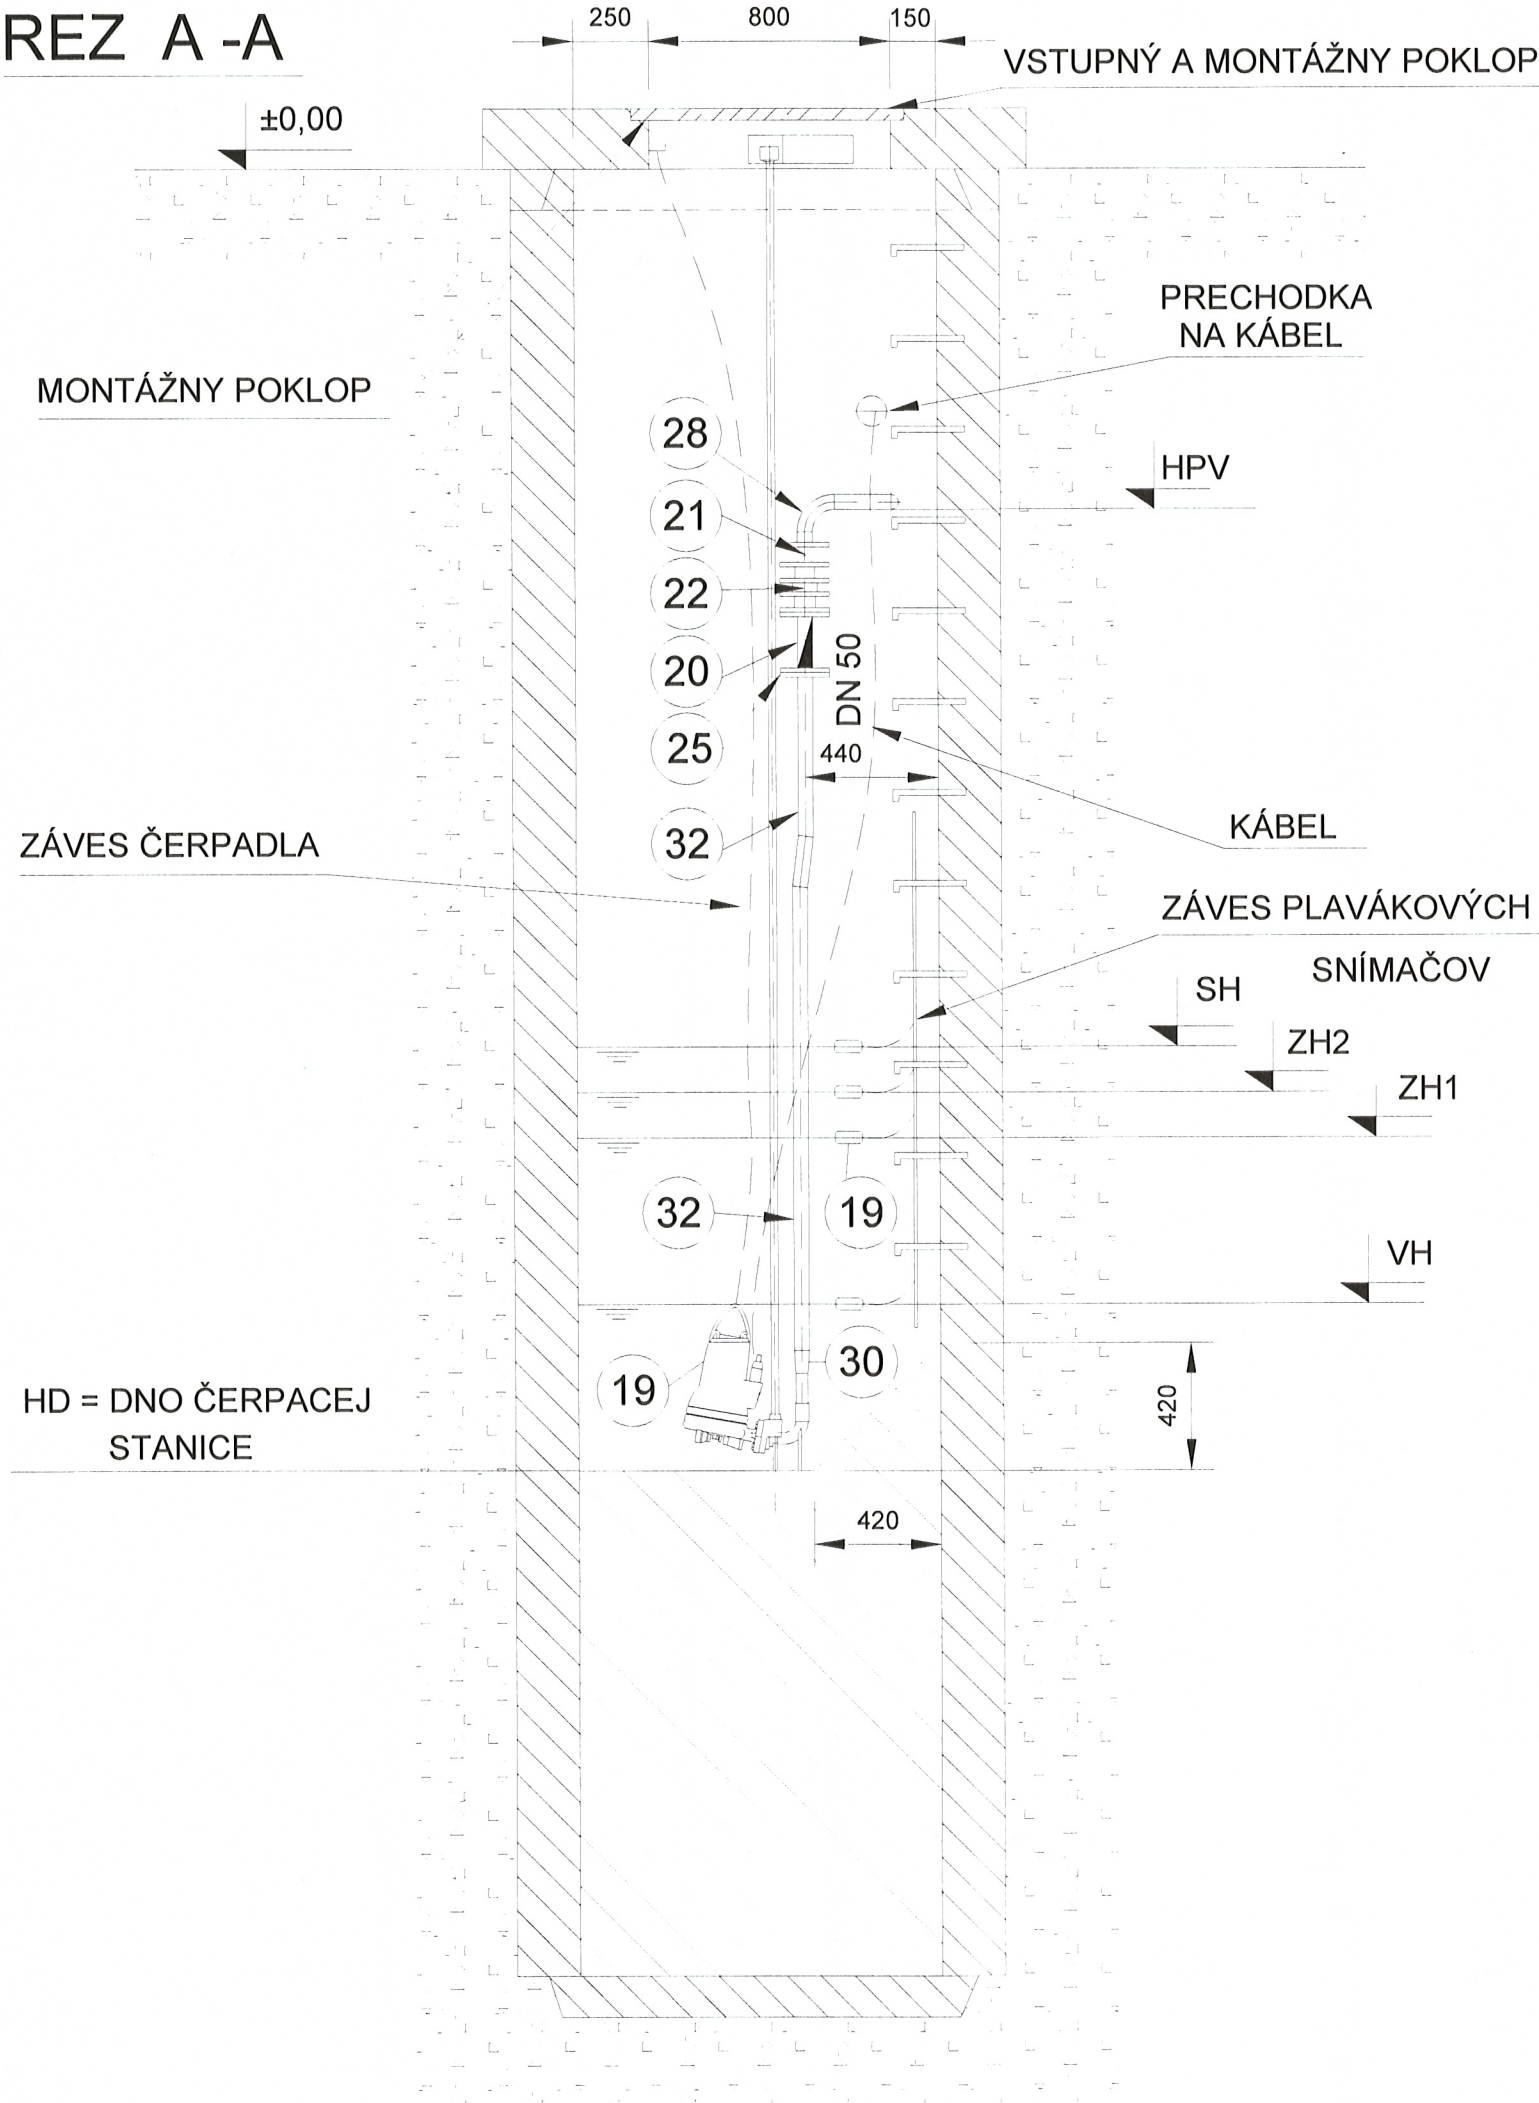 REZ A -A
250
800
150
VSTUPNÝ A MONTÁŽNY POKLOP
±0,00
PRECHODKA
NA KÁBEL
MONTÁŽNY POKLOP
28
HPV
21
22
20
DN 50
25
440
32
KÁBEL
ZÁVES ČERPADLA
ZÁVES PLAVÁKOVÝCH
SNÍMAČOV
SH
ZH2
ZH1
32
19
VH
30
19
420
HD = DNO ČERPACEJ
STANICE
420